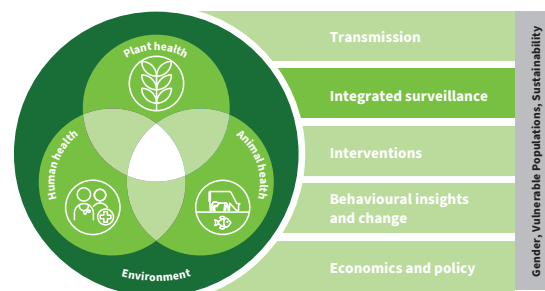 Plant health
Human health
Animal health
Environment
Transmission
Integrated surveillance
Interventions
Behavioural insights
and change
Economics and policy
Gender, Vulnerable Populations, Sustainability